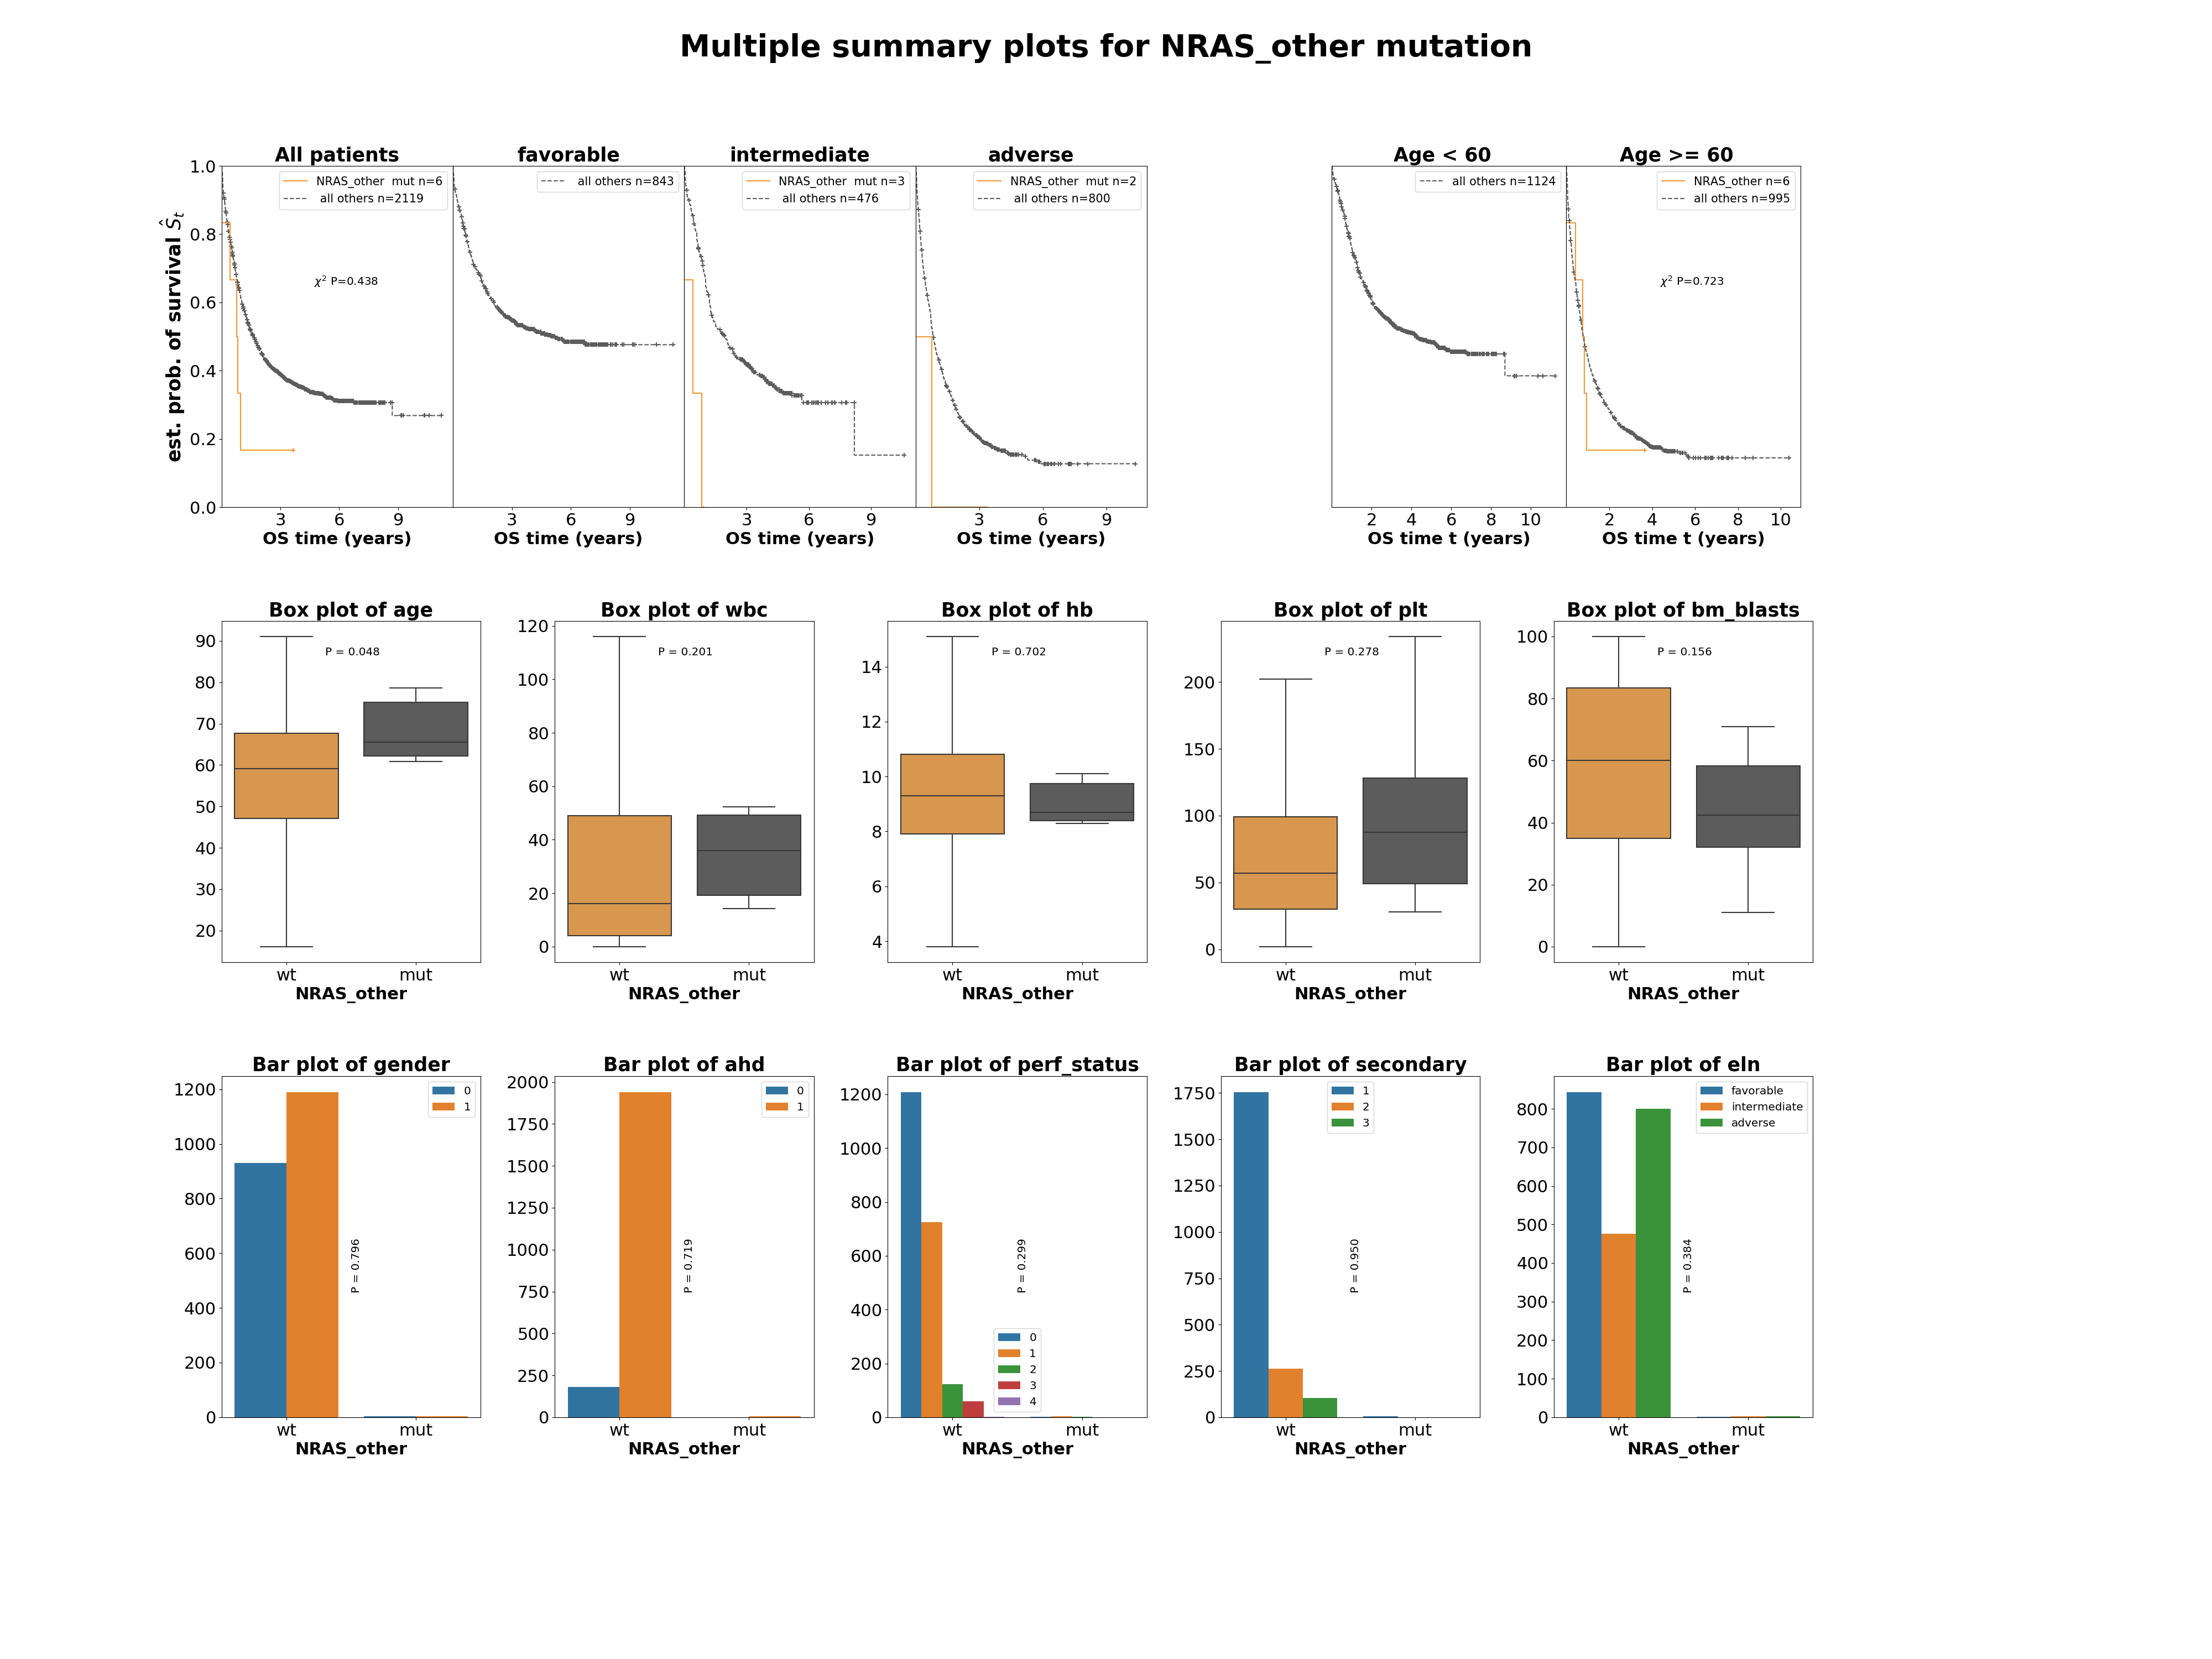 Multiple summary plots for NRAS_other mutation
All patients
favorable
intermediate
adverse
Age < 60
Age >= 60
est. prob. of survival Ŝt
1.0
0.8
0.6
0.4
0.2
0.0
NRAS_other mut n=6
all others n=2119
χ2 P=0.438
3 6 9
OS time (years)
all others n=843
3 6 9
OS time (years)
NRAS_other mut n=3
all others n=476
3 6 9
OS time (years)
NRAS_other mut n=2
all others n=800
3 6 9
OS time (years)
all others n=1124
2 4 6 8 10
OS time t (years)
NRAS_other n=6
all others n=995
χ2 P=0.723
2 4 6 8 10
OS time t (years)
Box plot of age
P = 0.048
90
80
70
60
50
40
30
20
wt mut
NRAS_other
Box plot of wbc
P = 0.201
120
100
80
60
40
20
0
wt mut
NRAS_other
Box plot of hb
P = 0.702
14
12
10
8
6
4
wt mut
NRAS_other
Box plot of plt
P = 0.278
200
150
100
50
0
wt mut
NRAS_other
Box plot of bm_blasts
P = 0.156
100
80
60
40
20
0
wt mut
NRAS_other
Bar plot of gender
0
1
P = 0.796
1200
1000
800
600
400
200
0
wt mut
NRAS_other
Bar plot of ahd
0
1
P = 0.719
2000
1750
1500
1250
1000
750
500
250
0
wt mut
NRAS_other
Bar plot of perf_status
P = 0.299
0
1
2
3
4
1200
1000
800
600
400
200
0
wt mut
NRAS_other
Bar plot of secondary
1
2
3
P = 0.950
1750
1500
1250
1000
750
500
250
0
wt mut
NRAS_other
Bar plot of eln
favorable
intermediate
adverse
P = 0.384
800
700
600
500
400
300
200
100
0
wt mut
NRAS_other